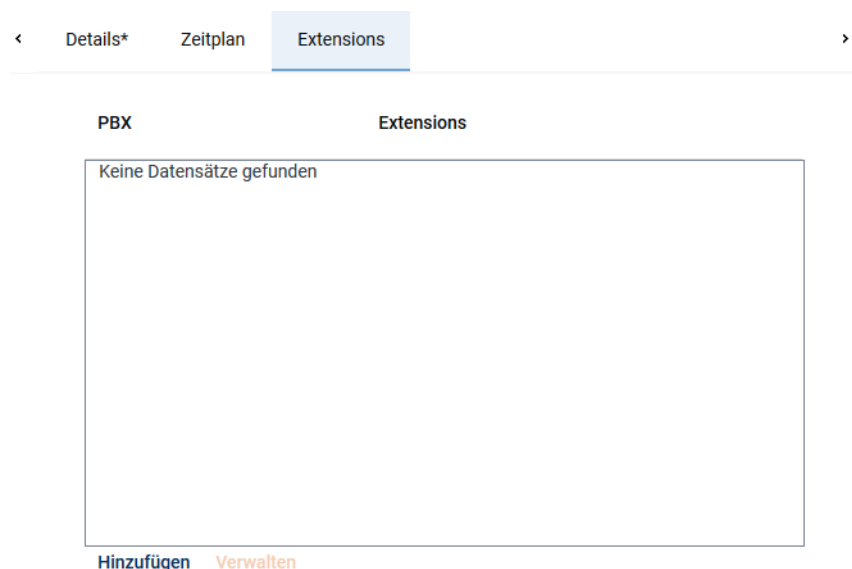 Details* Zeitplan Extensions
PBX Extensions
Keine Datensätze gefunden
Hinzufügen Verwalten